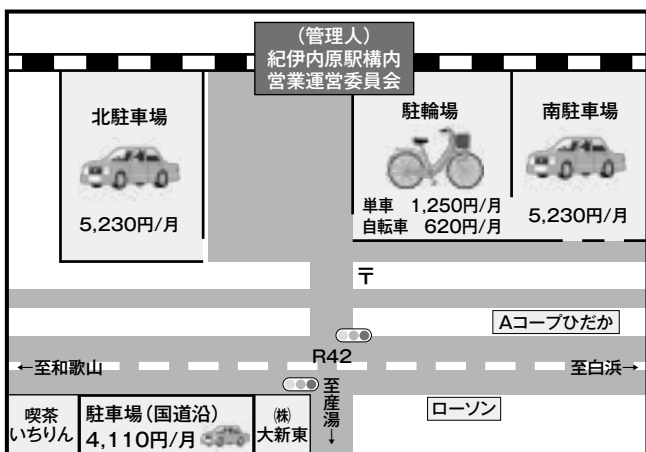 （管理人）
紀伊内原駅構内
営業運営委員会
北駐車場
5,230円/月
駐輪場
単車 1,250円/月
自転車 620円/月
南駐車場
5,230円/月
〒
Aコープひだか
R42
←至和歌山
至白浜→
至産湯↓
ローソン
喫茶
いちりん
駐車場（国道沿）
4,110円/月
㈱
大新東